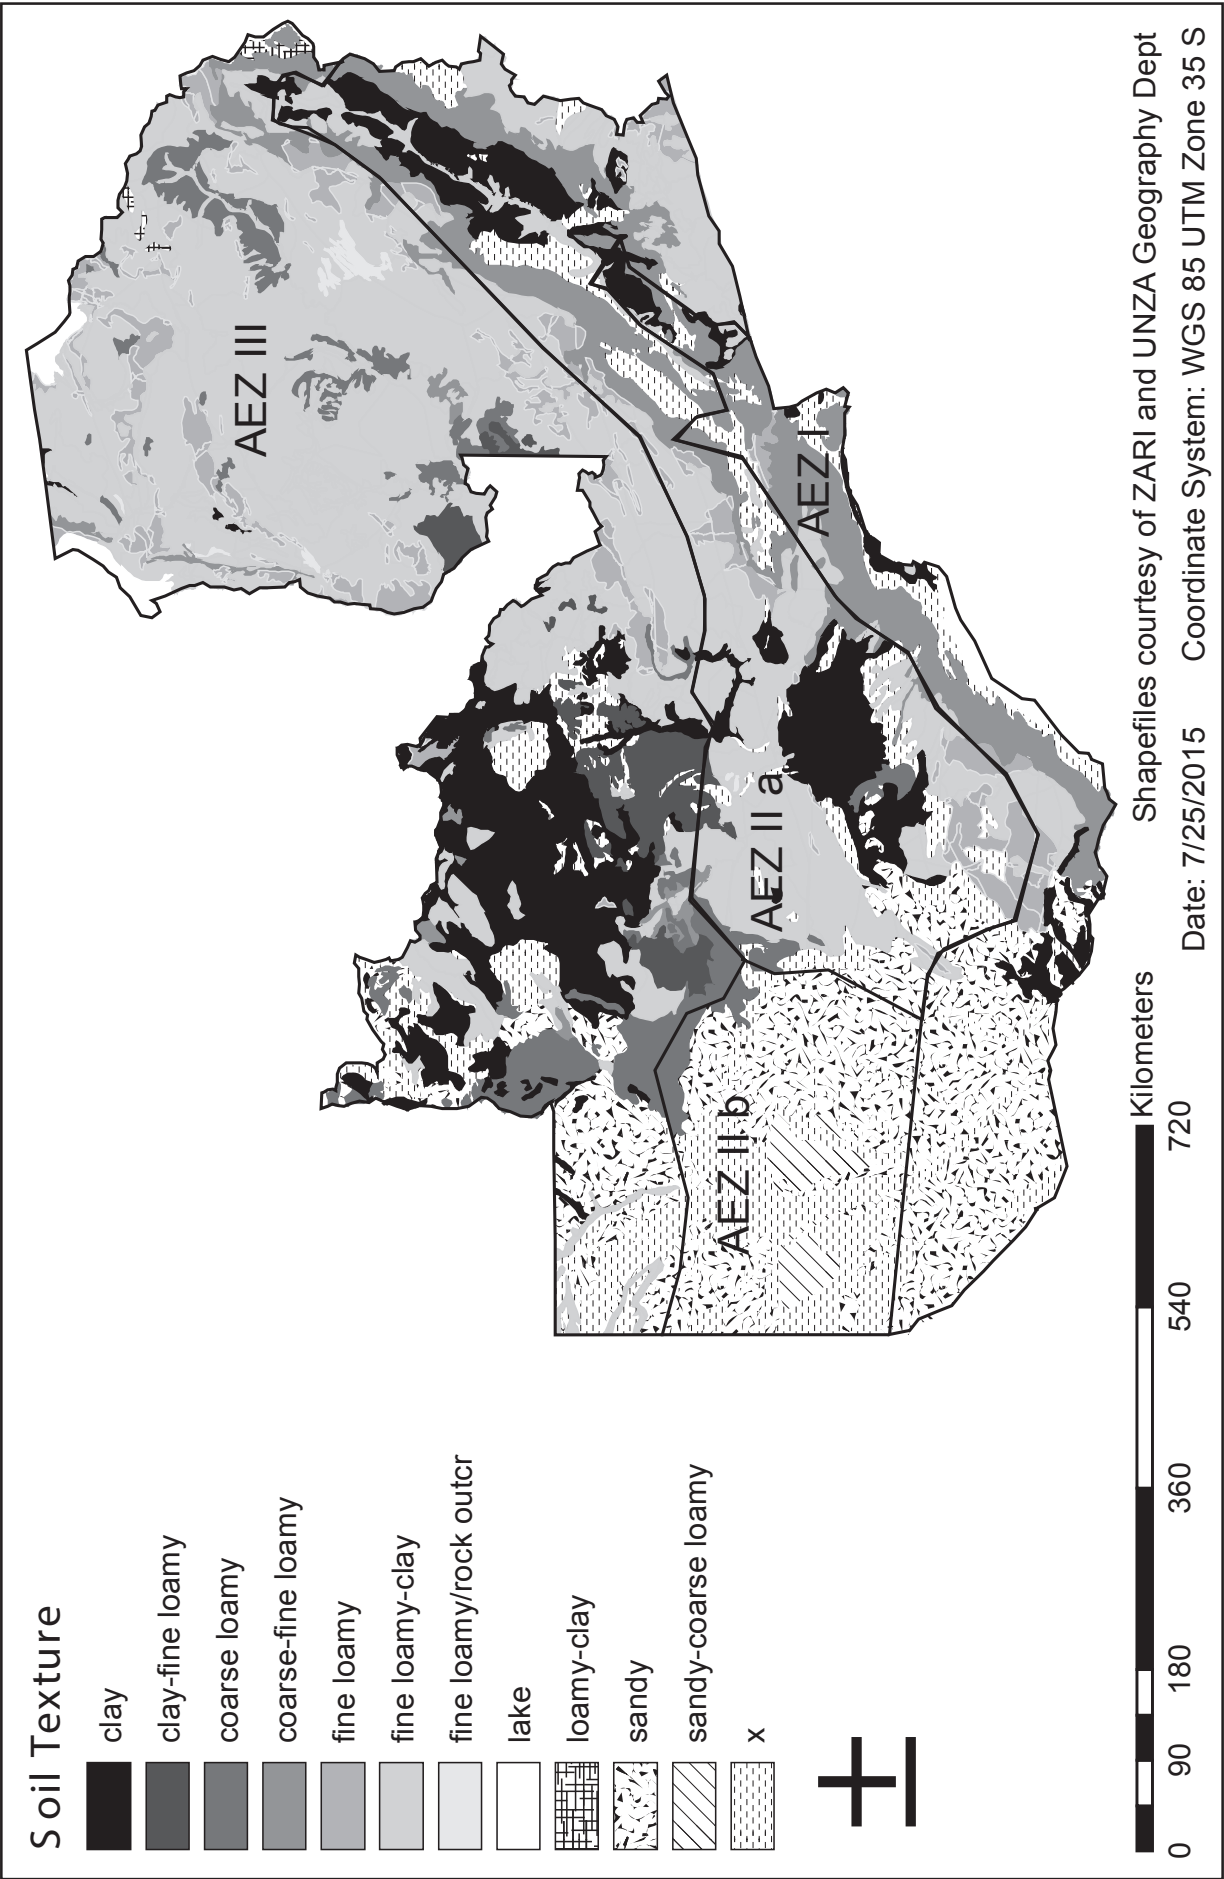 Soil Texture
clay
clay-fine loamy
coarse loamy
coarse-fine loamy
fine loamy
fine loamy-clay
fine loamy/rock outcr
lake
loamy-clay
sandy
sandy-coarse loamy
x
AEZ III
AEZ II a
AEZ II b
AEZ I
0 90 180 360 540 720
Kilometers
Shapefiles courtesy of ZARI and UNZA Geography Dept
Date: 7/25/2015 Coordinate System: WGS 85 UTM Zone 35 S